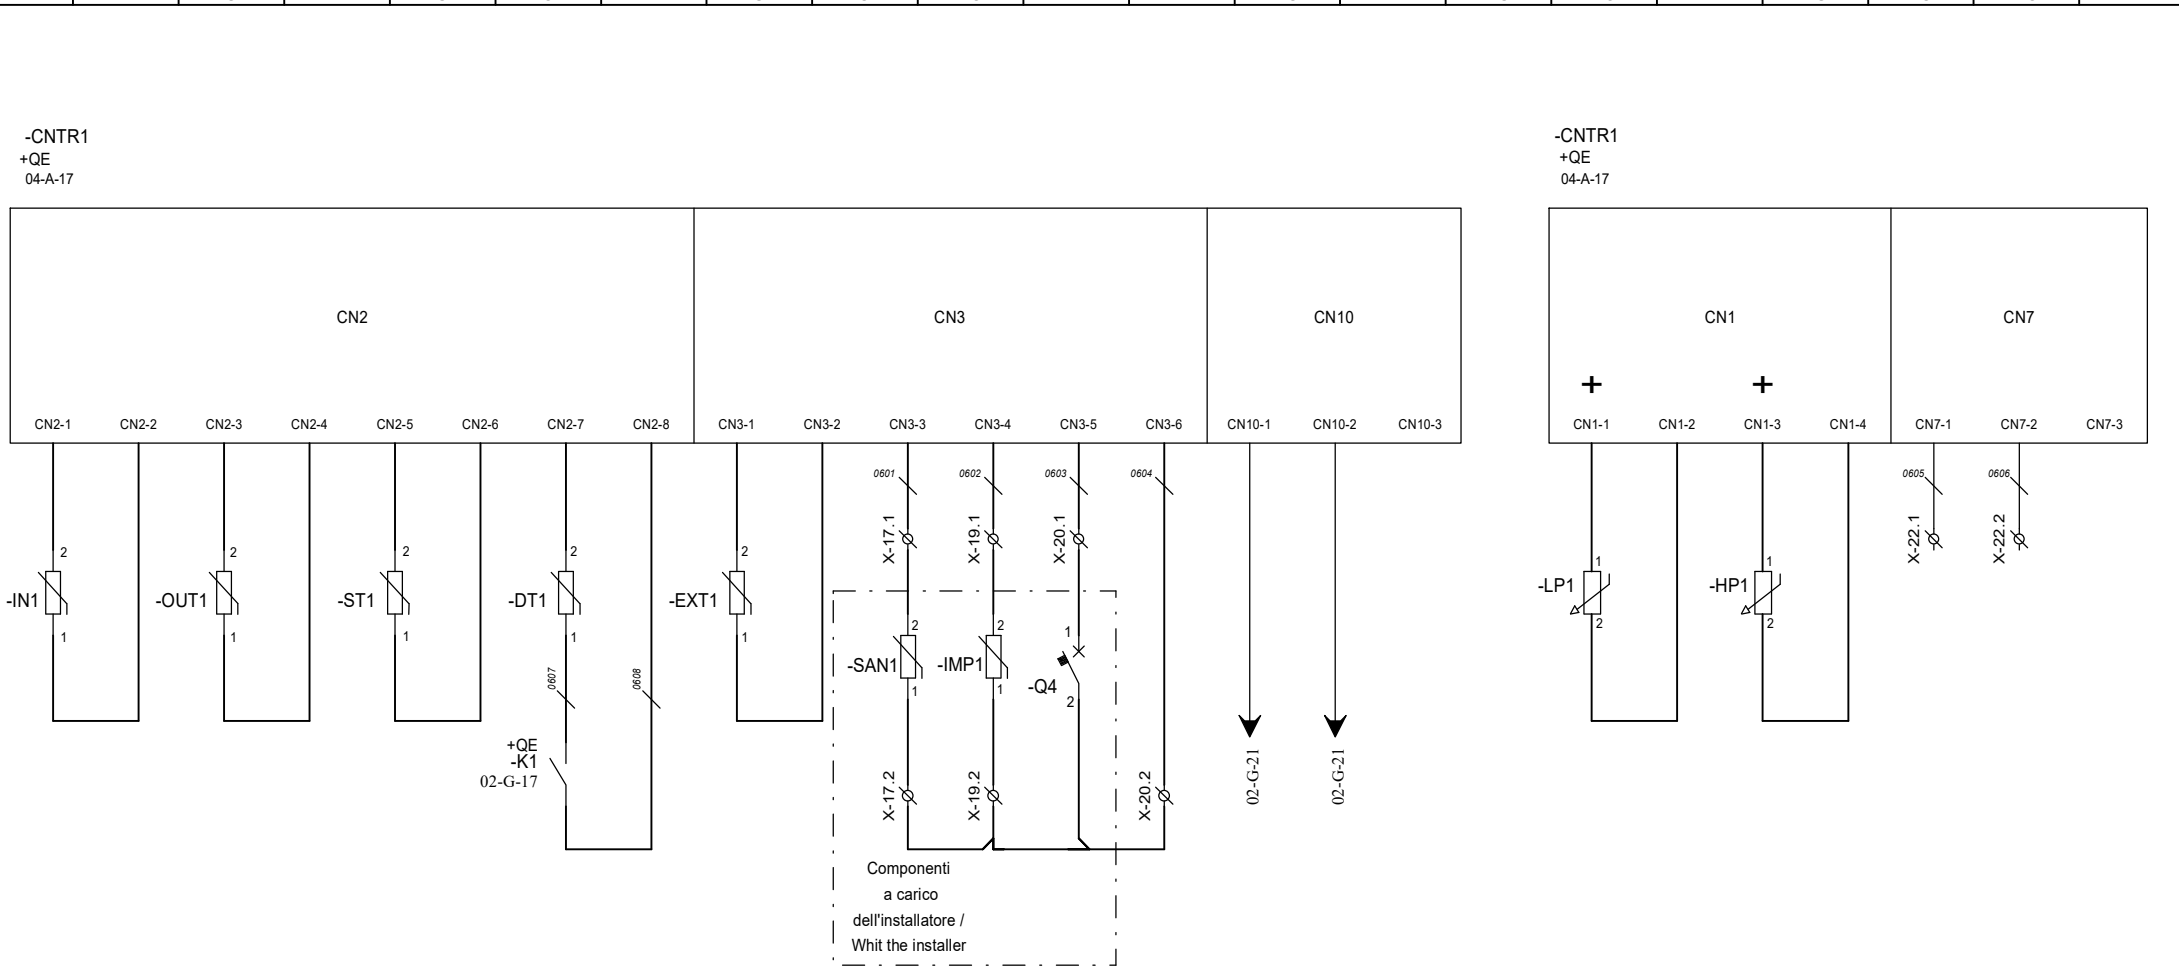 -CNTR1
+QE
04-A-17
-CNTR1
+QE
04-A-17
CN2
CN3
CN10
CN1
CN7
+ +
CN2-1 CN2-2 CN2-3 CN2-4 CN2-5 CN2-6 CN2-7 CN2-8 CN3-1 CN3-2 CN3-3 CN3-4 CN3-5 CN3-6 CN10-1 CN10-2 CN10-3
CN1-1 CN1-2 CN1-3 CN1-4 CN7-1 CN7-2 CN7-3
0601 0602 0603 0604 0605 0606
X-17.1 X-19.1 X-20.1 X-22.1 X-22.2
2 2 2 2 2 1 1
-IN1 -OUT1 -ST1 -DT1 -EXT1 -LP1 -HP1
1 1 1 1 1 2 2
2 2 1
-SAN1 -IMP1 -Q4
1 1 2
0607 0608
+QE
-K1
02-G-17
X-17.2 X-19.2 X-20.2
02-G-21 02-G-21
Componenti
a carico
dell'installatore /
Whit the installer